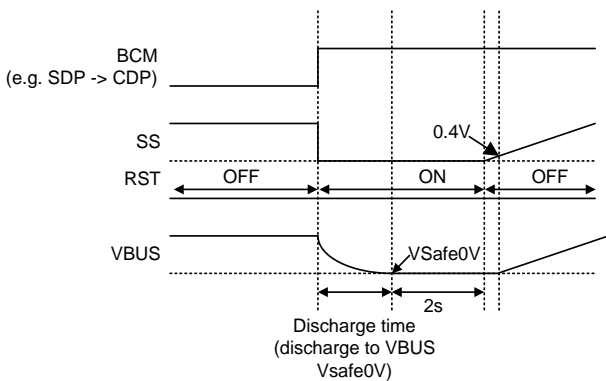 BCM
(e.g. SDP -> CDP)
0.4V
SS
RST
OFF
ON
OFF
VBUS
VSafe0V
2s
Discharge time
(discharge to VBUS
Vsafe0V)